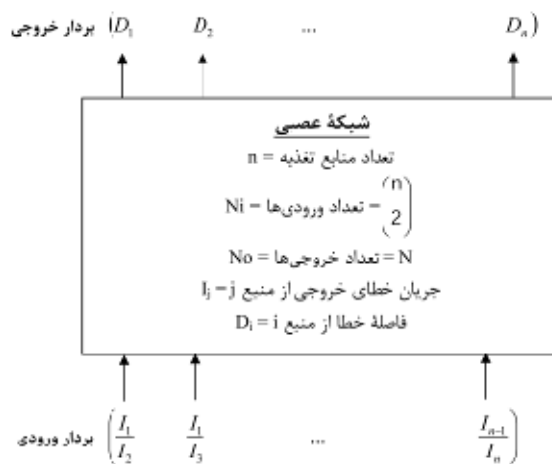 بردار خروجی (D₁ D₂ ... Dₙ)
شبکهٔ عصبی
تعداد منابع تغذیه = n
Ni = تعداد ورودی‌ها = (n 2)
No = تعداد خروجی‌ها = N
جریان خطای خروجی از منبع Iⱼ = j
فاصلهٔ خطا از منبع Dᵢ = i
بردار ورودی (I₁/I₂ I₁/I₃ ... Iₙ₋₁/Iₙ)